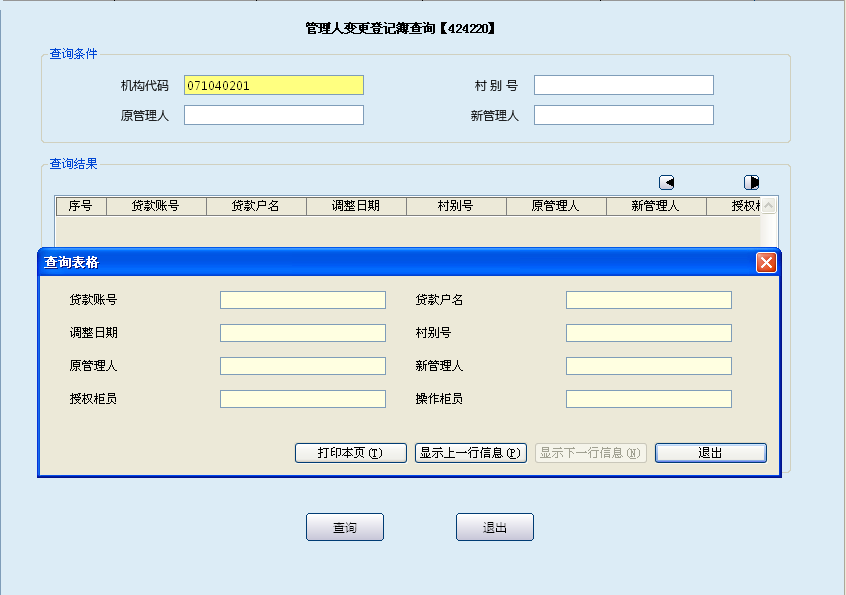 管理人变更登记簿查询【424220】
查询条件
机构代码 071040201 村别号
原管理人 新管理人
查询结果
序号 贷款账号 贷款户名 调整日期 村别号 原管理人 新管理人 授权
查询表格
贷款账号 贷款户名
调整日期 村别号
原管理人 新管理人
授权柜员 操作柜员
打印本页(T) 显示上一行信息(P) 显示下一行信息(N) 退出
查询 退出